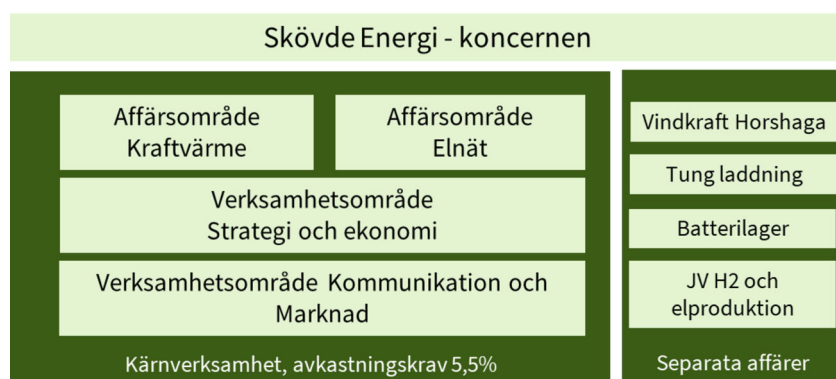 Skövde Energi - koncernen
Affärsområde
Kraftvärme
Affärsområde
Elnät
Verksamhetsområde
Strategi och ekonomi
Verksamhetsområde Kommunikation och
Marknad
Kärnverksamhet, avkastningskrav 5,5%
Vindkraft Horshaga
Tung laddning
Batterilager
JV H2 och
elproduktion
Separata affärer